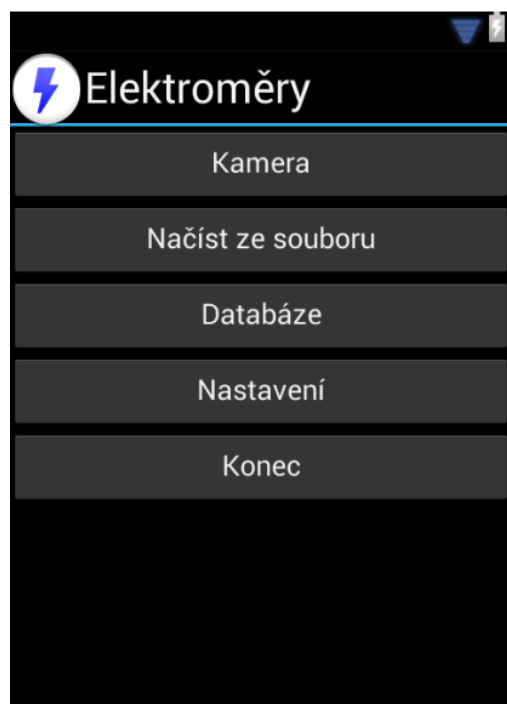 Elektroměry
Kamera
Načíst ze souboru
Databáze
Nastavení
Konec